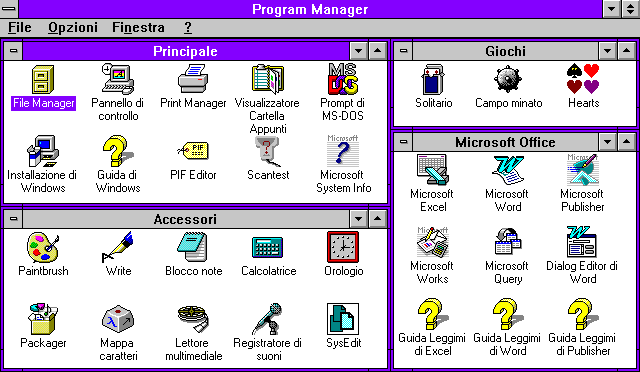 Program Manager
File Opzioni Finestra ?
Principale
File Manager
Pannello di
controllo
Print Manager
Visualizzatore
Cartella
Appunti
MS-DOS
Prompt di
MS-DOS
Installazione di
Windows
Guida di
Windows
PIF
PIF Editor
Scantest
Microsoft
Microsoft
System Info
Accessori
Paintbrush
Write
Blocco note
Calcolatrice
Orologio
Packager
Mappa
caratteri
Lettore
multimediale
Registratore di
suoni
SysEdit
Giochi
Solitario
Campo minato
Hearts
Microsoft Office
Microsoft
Excel
Microsoft
Word
Microsoft
Publisher
Microsoft
Works
Microsoft
Query
Dialog Editor di
Word
Guida Leggimi
di Excel
Guida Leggimi
di Word
Guida Leggimi
di Publisher